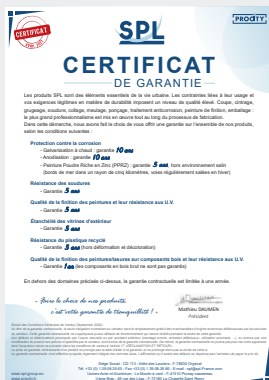 CERTIFICAT
SPL
PROCITY
CERTIFICAT
DE GARANTIE
Les produits SPL sont des éléments essentiels de la vie urbaine. Les contraintes liées à leur usage et
vos exigences légitimes en matière de durabilité imposent un niveau de qualité élevé. Coupe, cintrage,
grugeage, soudure, collage, meulage, ponçage, traitement anticorrosion, peinture de finition, emballage :
le plus grand professionnalisme est mis en œuvre tout au long du processus de fabrication.
Dans cette démarche, nous avons fait le choix de vous offrir une garantie sur l'ensemble de nos produits,
selon les conditions suivantes :
Protection contre la corrosion
- Galvanisation à chaud : garantie 10 ans
- Anodisation : garantie 10 ans
- Peinture Poudre Riche en Zinc (PPRZ) : garantie 5 ans, hors environnement salin
(bords de mer dans un rayon de cinq kilomètres, voies régulièrement salées en hiver)
Résistance des soudures
- Garantie 5 ans
Qualité de la finition des peintures et leur résistance aux U.V.
- Garantie 5 ans
Étanchéité des vitrines d'extérieur
- Garantie 3 ans
Résistance du plastique recyclé
- Garantie 5 ans (hors déformation et décoloration)
Qualité de la finition des peintures/lasures sur composants bois et leur résistance aux U.V.
- Garantie 1 an (les composants en bois brut ne sont pas garantis)
En dehors des domaines précisés ci-dessus, la garantie contractuelle est limitée à une année.
- faire le choix de nos produits,
c'est votre garantie de tranquillité ! -
Mathieu DAUMEN
Président